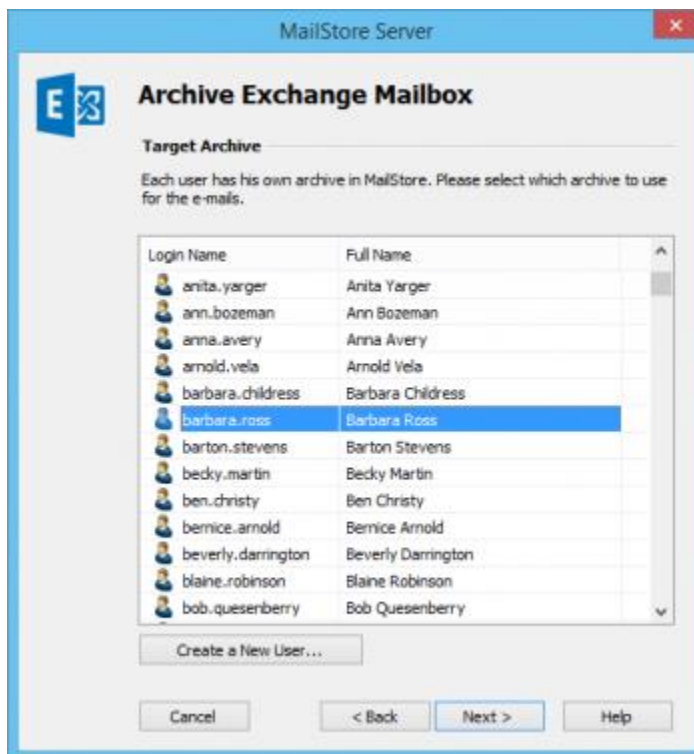 MailStore Server
E
Archive Exchange Mailbox
Target Archive
Each user has his own archive in MailStore. Please select which archive to use
for the e-mails.
Login Name Full Name
anita.yarger Anita Yarger
ann.bozeman Ann Bozeman
anna.avery Anna Avery
arnold.vela Arnold Vela
barbara.childress Barbara Childress
barbara.ross Barbara Ross
barton.stevens Barton Stevens
becky.martin Becky Martin
ben.christy Ben Christy
bernice.arnold Bernice Arnold
beverly.darrington Beverly Darrington
blaine.robinson Blaine Robinson
bob.quesenberry Bob Quesenberry
Create a New User...
Cancel < Back Next > Help